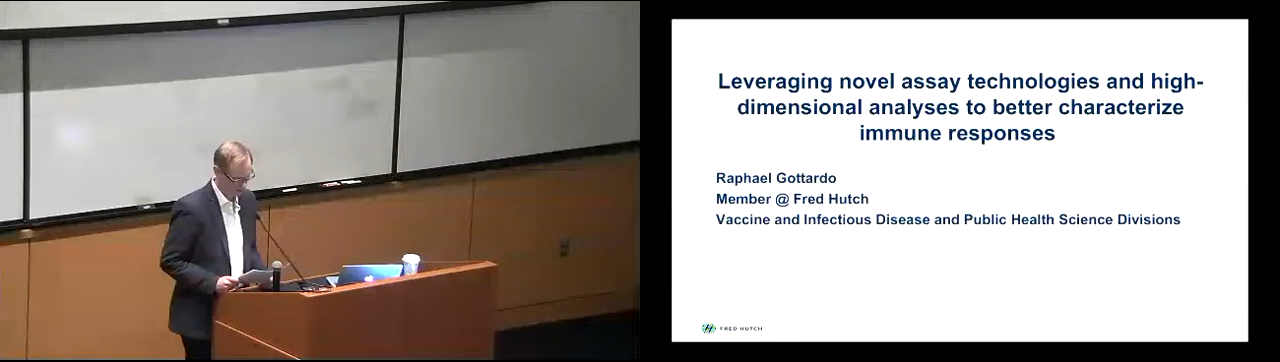 Leveraging novel assay technologies and high-
dimensional analyses to better characterize
immune responses
Raphael Gottardo
Member @ Fred Hutch
Vaccine and Infectious Disease and Public Health Science Divisions
FRED HUTCH